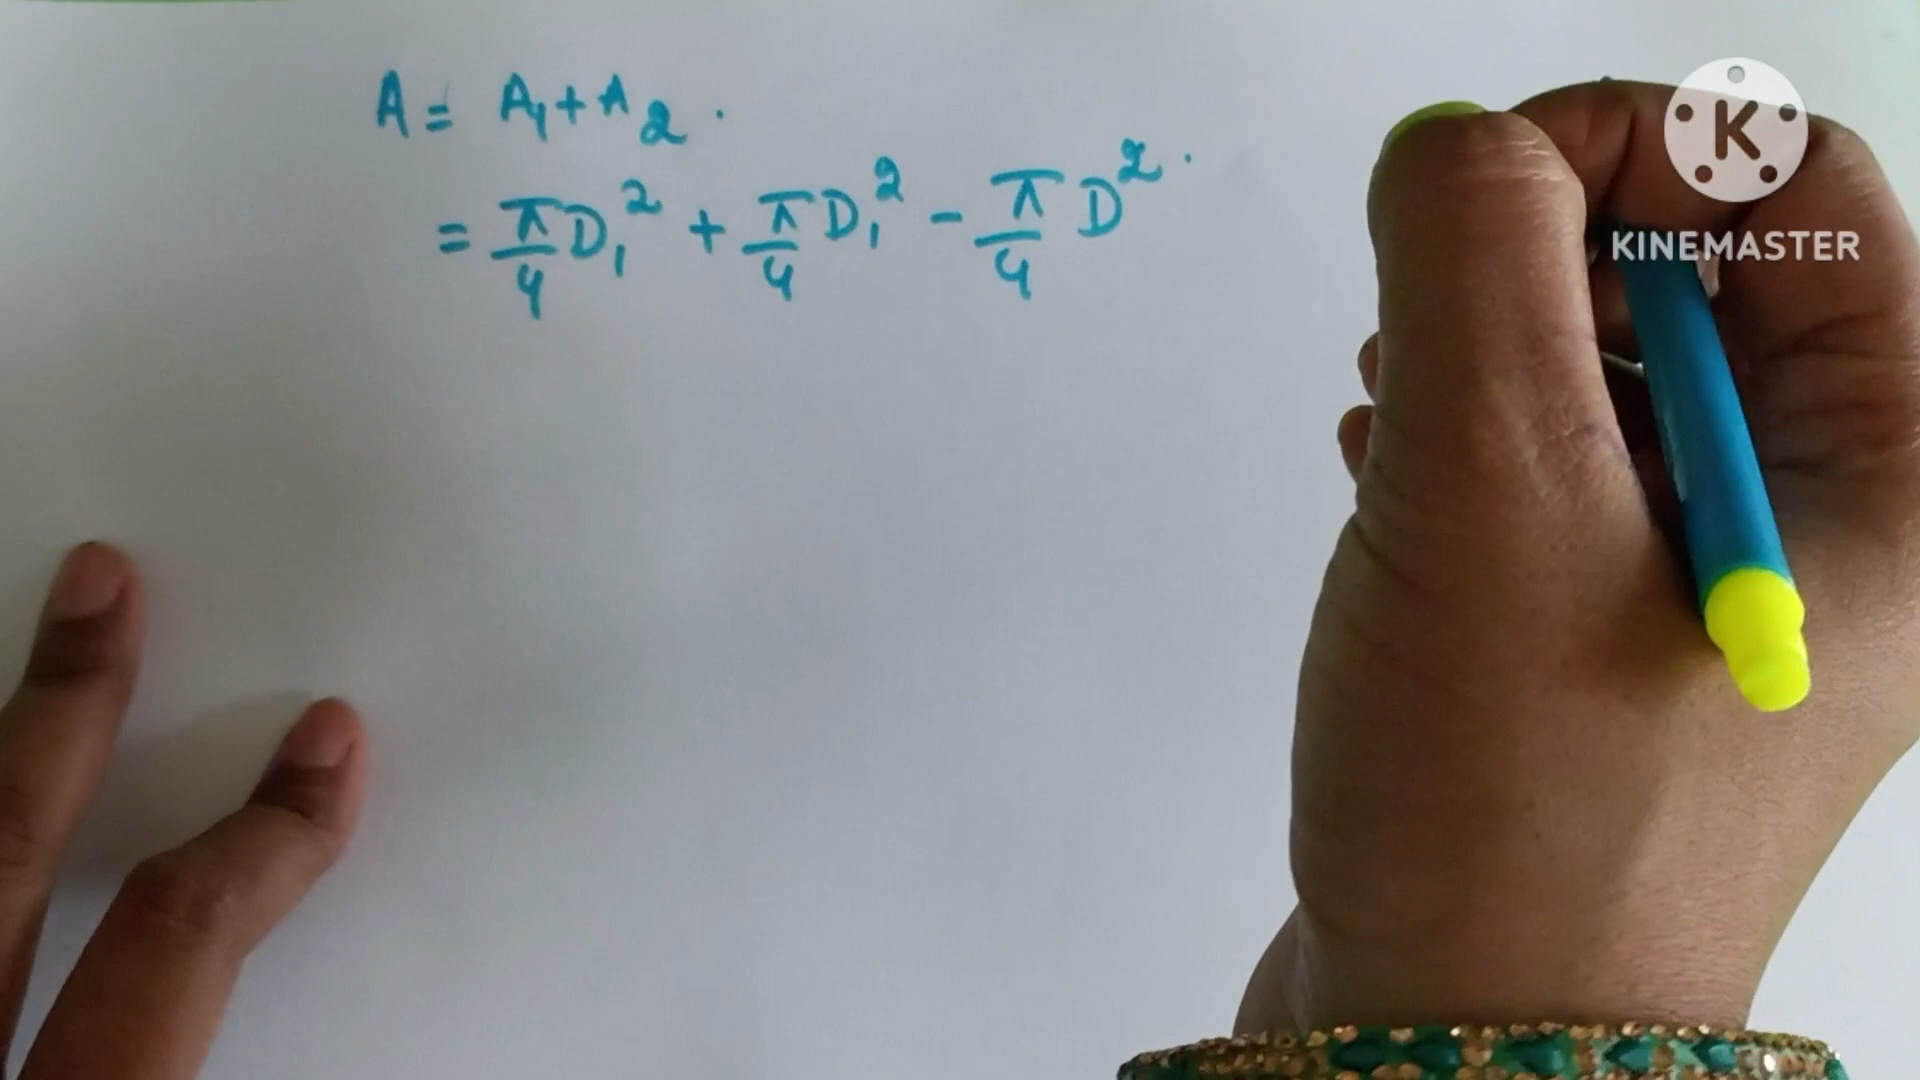 A = A₁ + A₂ .
= π/4 D₁² + π/4 D₁² - π/4 D² .
K
KINEMASTER